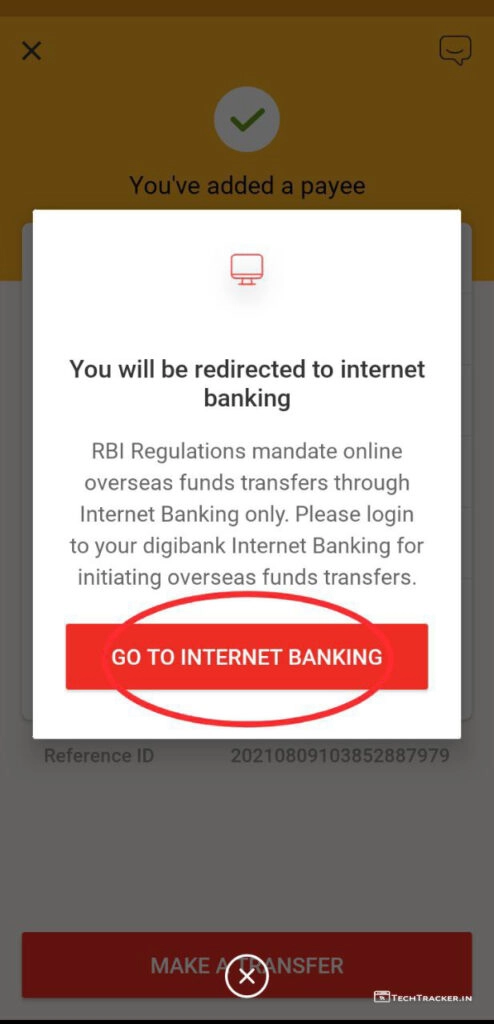 You've added a payee
You will be redirected to internet
banking
RBI Regulations mandate online
overseas funds transfers through
Internet Banking only. Please login
to your digibank Internet Banking for
initiating overseas funds transfers.
GO TO INTERNET BANKING
Reference ID 20210809103852887979
MAKE A TRANSFER
TECHTRACKER.IN